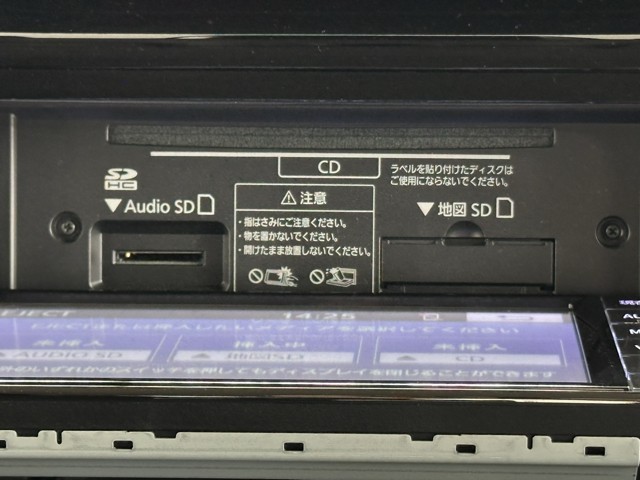 CD
ラベルを貼り付けたディスクは
ご使用にならないでください。
SD
HC
▼Audio SD
⚠注意
・指はさみにご注意ください。
・物を置かないでください。
・開けたまま放置しないでください。
▼地図 SD
EJECT
14:25
未挿入
挿入中
未挿入
AUDIO SD
地図SD
CD